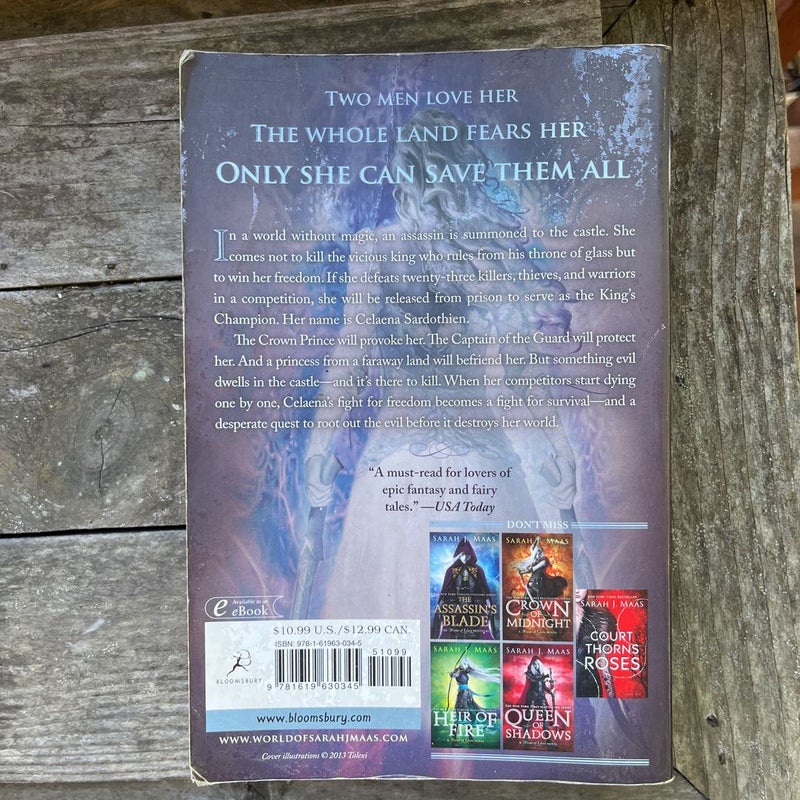 TWO MEN LOVE HER
THE WHOLE LAND FEARS HER
ONLY SHE CAN SAVE THEM ALL
In a world without magic, an assassin is summoned to the castle. She
comes not to kill the vicious king who rules from his throne of glass but
to win her freedom. If she defeats twenty-three killers, thieves, and warriors
in a competition, she will be released from prison to serve as the King's
Champion. Her name is Celaena Sardothien.
The Crown Prince will provoke her. The Captain of the Guard will protect
her. And a princess from a faraway land will befriend her. But something evil
dwells in the castle—and it's there to kill. When her competitors start dying
one by one, Celaena's fight for freedom becomes a fight for survival—and a
desperate quest to root out the evil before it destroys her world.
"A must-read for lovers of
epic fantasy and fairy
tales." —USA Today
DON'T MISS
SARAH J. MAAS
THE
ASSASSIN'S
BLADE
SARAH J. MAAS
CROWN
OF
MIDNIGHT
SARAH J. MAAS
COURT
THORNS
ROSES
SARAH J. MAAS
HEIR OF
FIRE
SARAH J. MAAS
QUEEN
OF
SHADOWS
e Available as an
eBook
$10.99 U.S./$12.99 CAN.
ISBN: 978-1-61963-034-5
51099
9 781619 630345
BLOOMSBURY
www.bloomsbury.com
WWW.WORLDOFSARAHJMAAS.COM
Cover illustrations © 2013 Talexi